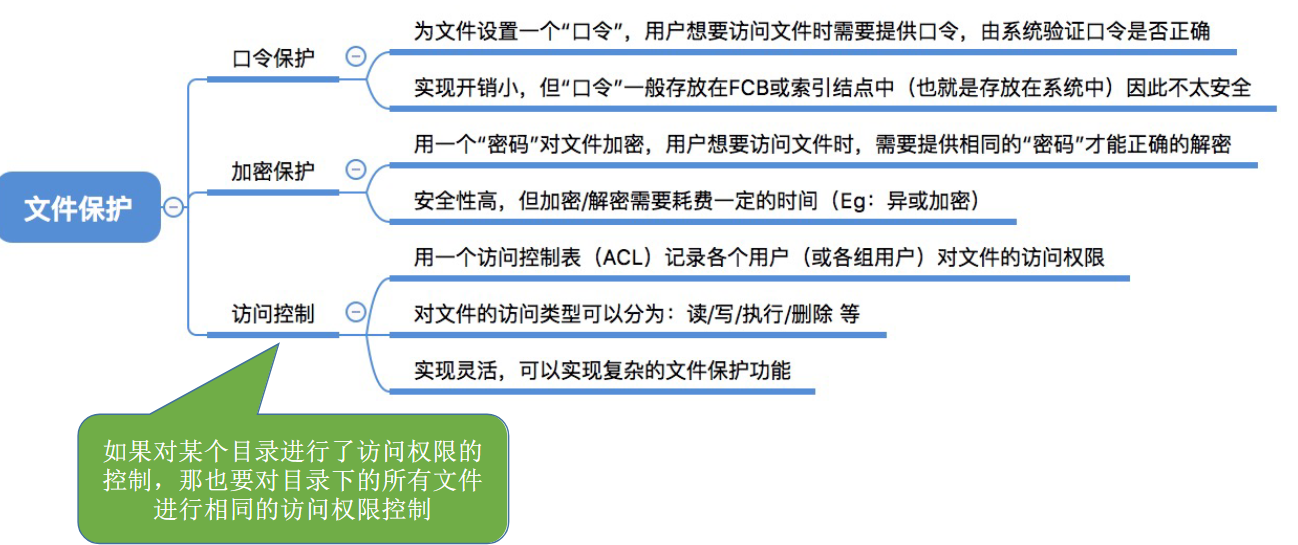 口令保护
为文件设置一个“口令”，用户想要访问文件时需要提供口令，由系统验证口令是否正确
实现开销小，但“口令”一般存放在FCB或索引结点中（也就是存放在系统中）因此不太安全
文件保护
加密保护
用一个“密码”对文件加密，用户想要访问文件时，需要提供相同的“密码”才能正确的解密
安全性高，但加密/解密需要耗费一定的时间（Eg：异或加密）
访问控制
用一个访问控制表（ACL）记录各个用户（或各组用户）对文件的访问权限
对文件的访问类型可以分为：读/写/执行/删除 等
实现灵活，可以实现复杂的文件保护功能
如果对某个目录进行了访问权限的
控制，那也要对目录下的所有文件
进行相同的访问权限控制